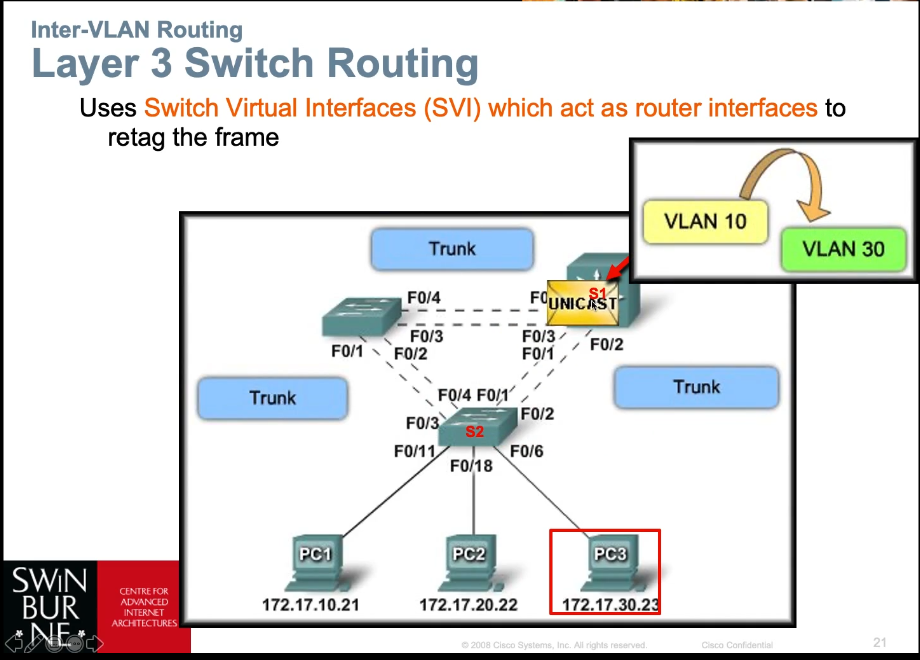 Inter-VLAN Routing
Layer 3 Switch Routing
Uses Switch Virtual Interfaces (SVI) which act as router interfaces to
retag the frame
VLAN 10
VLAN 30
Trunk
F0/4
S1
UNICAST
F0/3
F0/3
F0/1
F0/2
F0/1
F0/2
Trunk
Trunk
F0/4 F0/1
F0/3
F0/2
S2
F0/11
F0/6
F0/18
PC1
PC2
PC3
172.17.10.21
172.17.20.22
172.17.30.23
SWIN
BUR
*NE*
CENTRE FOR
ADVANCED
INTERNET
ARCHITECTURES
© 2008 Cisco Systems, Inc. All rights reserved.
Cisco Confidential
21